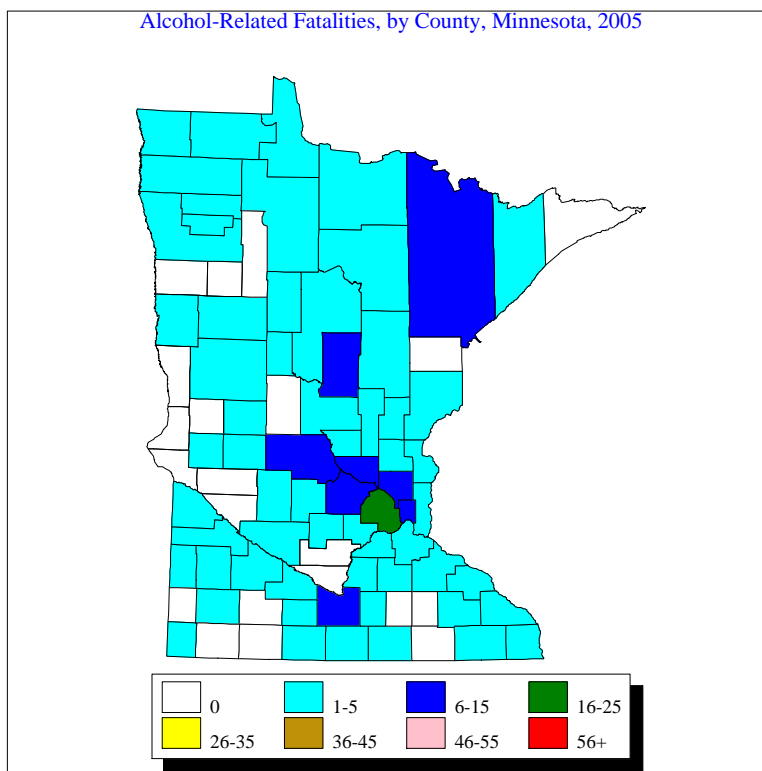 Alcohol-Related Fatalities, by County, Minnesota, 2005
0 1-5 6-15 16-25
26-35 36-45 46-55 56+